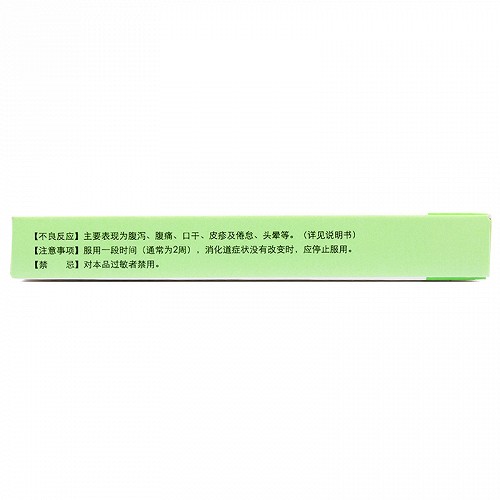 【不良反应】主要表现为腹泻、腹痛、口干、皮疹及倦怠、头晕等。(详见说明书)
【注意事项】服用一段时间(通常为2周),消化道症状没有改变时,应停止服用。
【禁 忌】对本品过敏者禁用。